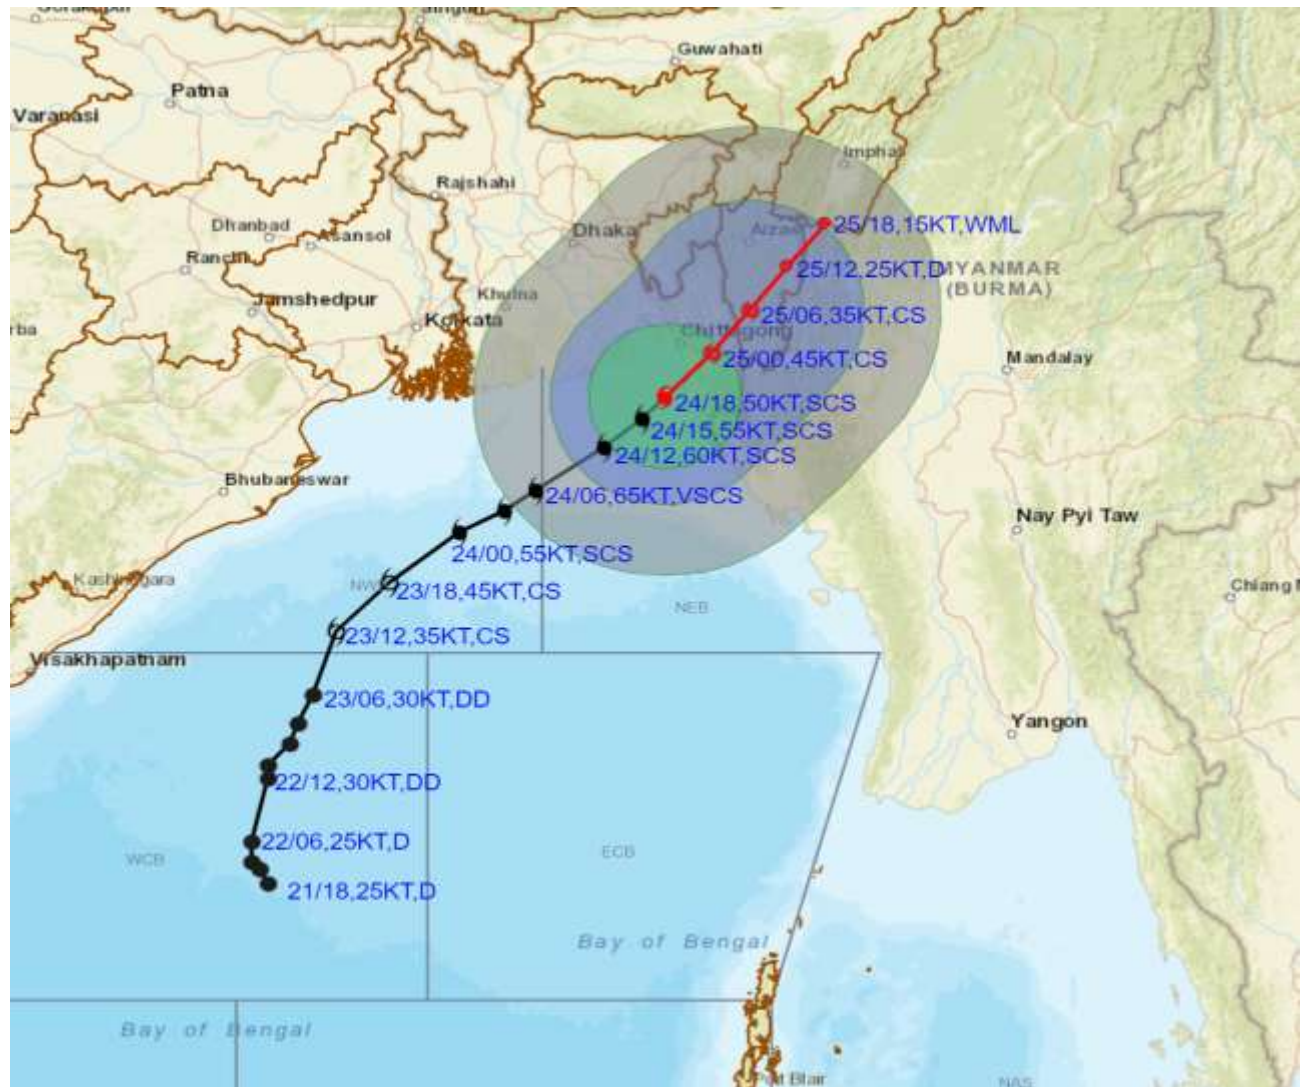 Guwahati
Patna
Varanasi
Imphal
Rajshahi
Dhanbad
Asansol
Dhaka
25/18,15KT,WML
Ranchi
25/12,25KT,D
MYANMAR
(BURMA)
Jamshedpur
Khulna
Kolkata
25/06,35KT,CS
Chittagong
25/00,45KT,CS
Mandalay
24/18,50KT,SCS
24/15,55KT,SCS
24/12,60KT,SCS
Bhubaneswar
24/06,65KT,VSCS
Nay Pyi Taw
24/00,55KT,SCS
23/18,45KT,CS
NEB
23/12,35KT,CS
Visakhapatnam
23/06,30KT,DD
Yangon
22/12,30KT,DD
22/06,25KT,D
WCB
ECB
21/18,25KT,D
Bay of Bengal
Bay of Bengal
Port Blair
NAS